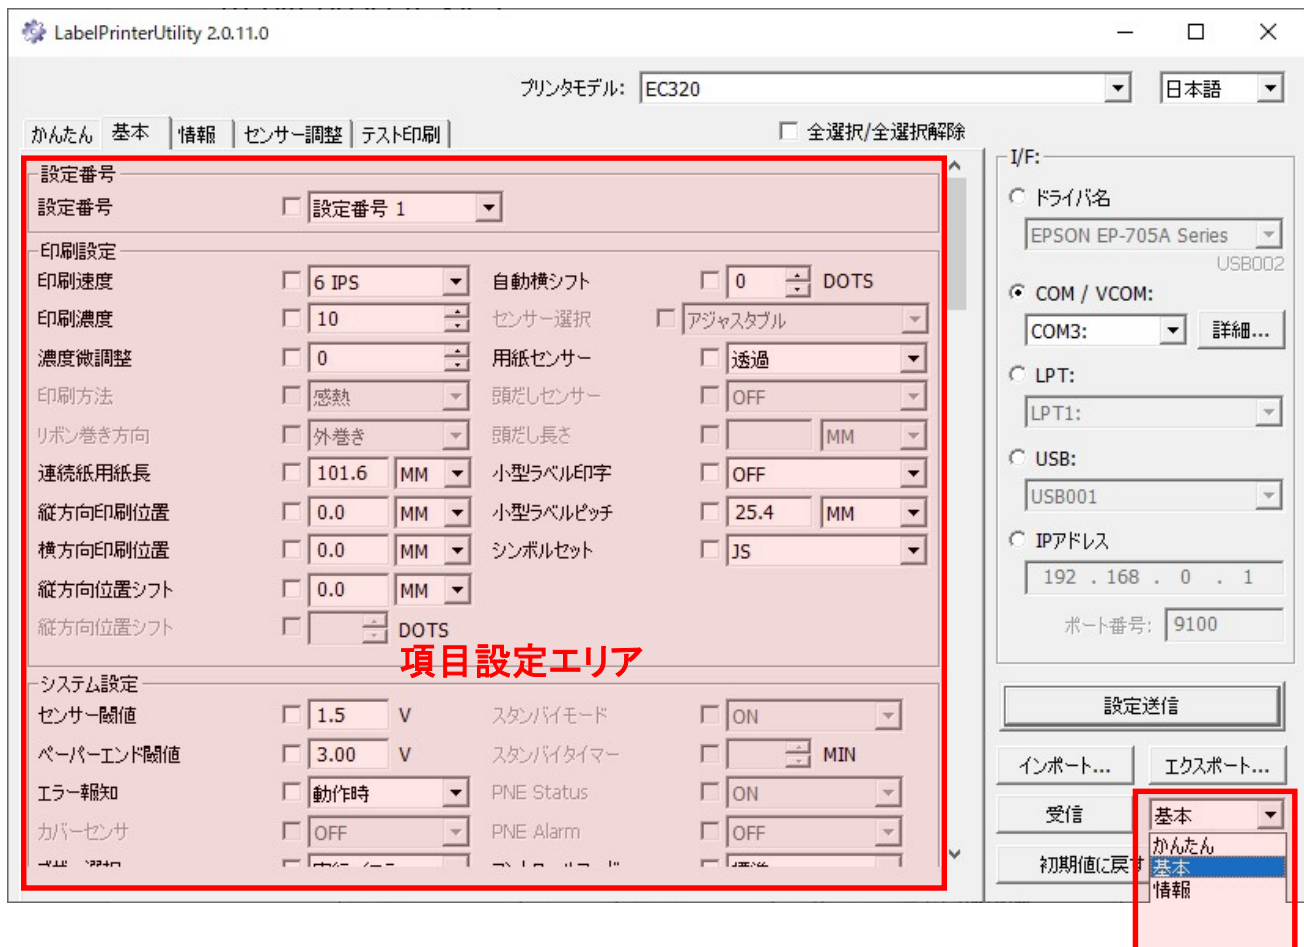 LabelPrinterUtility 2.0.11.0
プリンタモデル: EC320 日本語
かんたん 基本 情報 センサー調整 テスト印刷 全選択/全選択解除
設定番号
設定番号 設定番号 1
印刷設定
印刷速度 6 IPS 自動横シフト 0 DOTS
印刷濃度 10 センサー選択 アジャスタブル
濃度微調整 0 用紙センサー 透過
印刷方法 感熱 頭だしセンサー OFF
リボン巻き方向 外巻き 頭だし長さ MM
連続紙用紙長 101.6 MM 小型ラベル印字 OFF
縦方向印刷位置 0.0 MM 小型ラベルピッチ 25.4 MM
横方向印刷位置 0.0 MM シンボルセット JS
縦方向位置シフト 0.0 MM
縦方向位置シフト DOTS
項目設定エリア
システム設定
センサー閾値 1.5 V スタンバイモード ON
ペーパーエンド閾値 3.00 V スタンバイタイマー MIN
エラー報知 動作時 PNE Status ON
カバーセンサ OFF PNE Alarm OFF
I/F:
ドライバ名
EPSON EP-705A Series
USB002
COM / VCOM:
COM3: 詳細...
LPT:
LPT1:
USB:
USB001
IPアドレス
192 . 168 . 0 . 1
ポート番号: 9100
設定送信
インポート... エクスポート...
受信 基本
かんたん
初期値に戻す 基本
情報